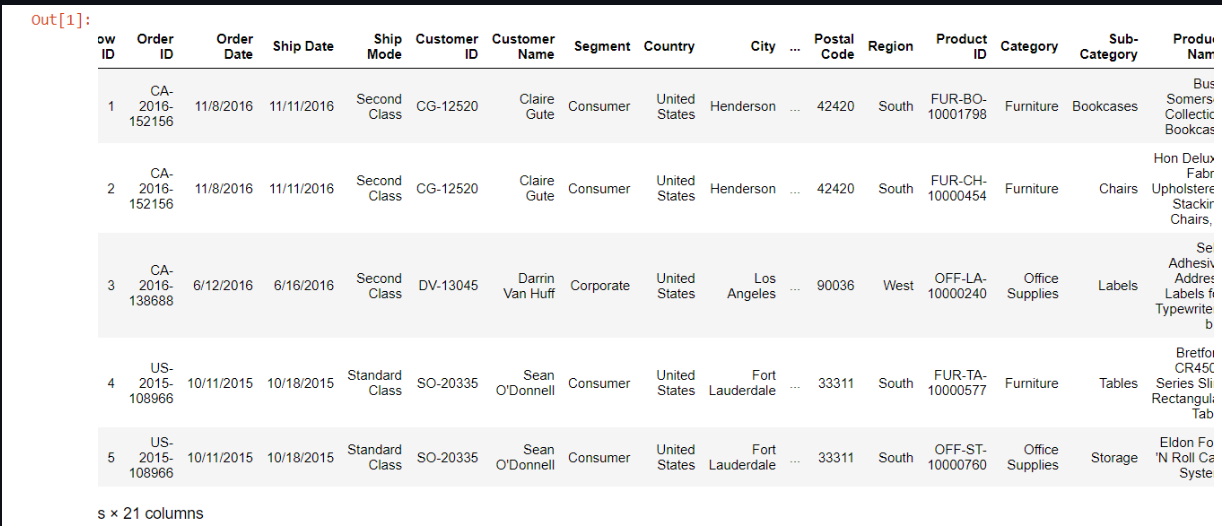 Out[1]:
ow ID Order ID Order Date Ship Date Ship Mode Customer ID Customer Name Segment Country City ... Postal Code Region Product ID Category Sub-Category Produc Nam
1 CA-2016-152156 11/8/2016 11/11/2016 Second Class CG-12520 Claire Gute Consumer United States Henderson ... 42420 South FUR-BO-10001798 Furniture Bookcases Bus Somerse Collectio Bookcas
2 CA-2016-152156 11/8/2016 11/11/2016 Second Class CG-12520 Claire Gute Consumer United States Henderson ... 42420 South FUR-CH-10000454 Furniture Chairs Hon Delux Fabr Upholstere Stackin Chairs,
3 CA-2016-138688 6/12/2016 6/16/2016 Second Class DV-13045 Darrin Van Huff Corporate United States Los Angeles ... 90036 West OFF-LA-10000240 Office Supplies Labels Sel Adhesiv Addres Labels fo Typewrite b
4 US-2015-108966 10/11/2015 10/18/2015 Standard Class SO-20335 Sean O'Donnell Consumer United States Fort Lauderdale ... 33311 South FUR-TA-10000577 Furniture Tables Bretfor CR450 Series Sli Rectangula Tab
5 US-2015-108966 10/11/2015 10/18/2015 Standard Class SO-20335 Sean O'Donnell Consumer United States Fort Lauderdale ... 33311 South OFF-ST-10000760 Office Supplies Storage Eldon Fo 'N Roll Ca Syste
s × 21 columns